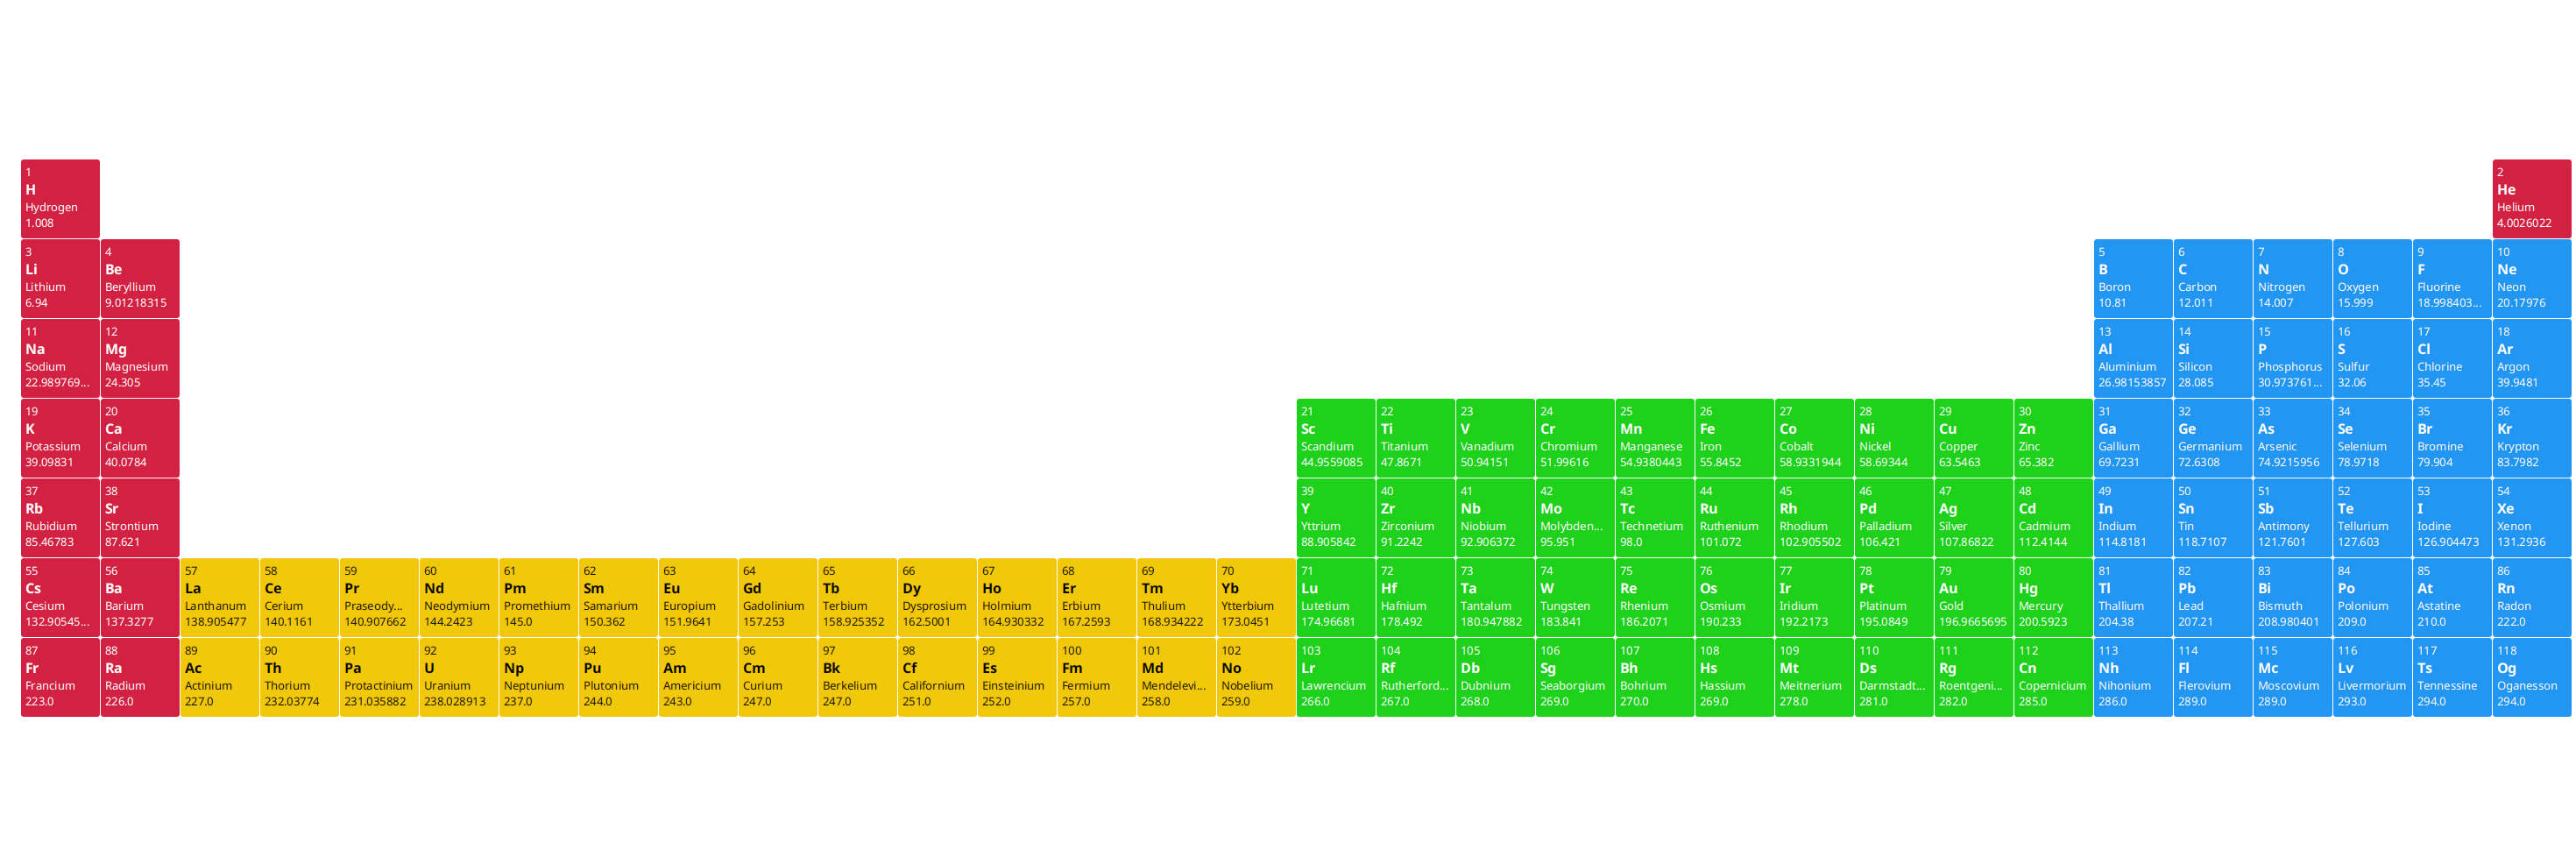 1
H
Hydrogen
1.008
2
He
Helium
4.0026022
3
Li
Lithium
6.94
4
Be
Beryllium
9.01218315
5
B
Boron
10.81
6
C
Carbon
12.011
7
N
Nitrogen
14.007
8
O
Oxygen
15.999
9
F
Fluorine
18.998403...
10
Ne
Neon
20.17976
11
Na
Sodium
22.989769...
12
Mg
Magnesium
24.305
13
Al
Aluminium
26.98153857
14
Si
Silicon
28.085
15
P
Phosphorus
30.973761...
16
S
Sulfur
32.06
17
Cl
Chlorine
35.45
18
Ar
Argon
39.9481
19
K
Potassium
39.09831
20
Ca
Calcium
40.0784
21
Sc
Scandium
44.9559085
22
Ti
Titanium
47.8671
23
V
Vanadium
50.94151
24
Cr
Chromium
51.99616
25
Mn
Manganese
54.9380443
26
Fe
Iron
55.8452
27
Co
Cobalt
58.9331944
28
Ni
Nickel
58.69344
29
Cu
Copper
63.5463
30
Zn
Zinc
65.382
31
Ga
Gallium
69.7231
32
Ge
Germanium
72.6308
33
As
Arsenic
74.9215956
34
Se
Selenium
78.9718
35
Br
Bromine
79.904
36
Kr
Krypton
83.7982
37
Rb
Rubidium
85.46783
38
Sr
Strontium
87.621
39
Y
Yttrium
88.905842
40
Zr
Zirconium
91.2242
41
Nb
Niobium
92.906372
42
Mo
Molybden...
95.951
43
Tc
Technetium
98.0
44
Ru
Ruthenium
101.072
45
Rh
Rhodium
102.905502
46
Pd
Palladium
106.421
47
Ag
Silver
107.86822
48
Cd
Cadmium
112.4144
49
In
Indium
114.8181
50
Sn
Tin
118.7107
51
Sb
Antimony
121.7601
52
Te
Tellurium
127.603
53
I
Iodine
126.904473
54
Xe
Xenon
131.2936
55
Cs
Cesium
132.90545...
56
Ba
Barium
137.3277
57
La
Lanthanum
138.905477
58
Ce
Cerium
140.1161
59
Pr
Praseody...
140.907662
60
Nd
Neodymium
144.2423
61
Pm
Promethium
145.0
62
Sm
Samarium
150.362
63
Eu
Europium
151.9641
64
Gd
Gadolinium
157.253
65
Tb
Terbium
158.925352
66
Dy
Dysprosium
162.5001
67
Ho
Holmium
164.930332
68
Er
Erbium
167.2593
69
Tm
Thulium
168.934222
70
Yb
Ytterbium
173.0451
71
Lu
Lutetium
174.96681
72
Hf
Hafnium
178.492
73
Ta
Tantalum
180.947882
74
W
Tungsten
183.841
75
Re
Rhenium
186.2071
76
Os
Osmium
190.233
77
Ir
Iridium
192.2173
78
Pt
Platinum
195.0849
79
Au
Gold
196.9665695
80
Hg
Mercury
200.5923
81
Tl
Thallium
204.38
82
Pb
Lead
207.21
83
Bi
Bismuth
208.980401
84
Po
Polonium
209.0
85
At
Astatine
210.0
86
Rn
Radon
222.0
87
Fr
Francium
223.0
88
Ra
Radium
226.0
89
Ac
Actinium
227.0
90
Th
Thorium
232.03774
91
Pa
Protactinium
231.035882
92
U
Uranium
238.028913
93
Np
Neptunium
237.0
94
Pu
Plutonium
244.0
95
Am
Americium
243.0
96
Cm
Curium
247.0
97
Bk
Berkelium
247.0
98
Cf
Californium
251.0
99
Es
Einsteinium
252.0
100
Fm
Fermium
257.0
101
Md
Mendelevi...
258.0
102
No
Nobelium
259.0
103
Lr
Lawrencium
266.0
104
Rf
Rutherford...
267.0
105
Db
Dubnium
268.0
106
Sg
Seaborgium
269.0
107
Bh
Bohrium
270.0
108
Hs
Hassium
269.0
109
Mt
Meitnerium
278.0
110
Ds
Darmstadt...
281.0
111
Rg
Roentgeni...
282.0
112
Cn
Copernicium
285.0
113
Nh
Nihonium
286.0
114
Fl
Flerovium
289.0
115
Mc
Moscovium
289.0
116
Lv
Livermorium
293.0
117
Ts
Tennessine
294.0
118
Og
Oganesson
294.0